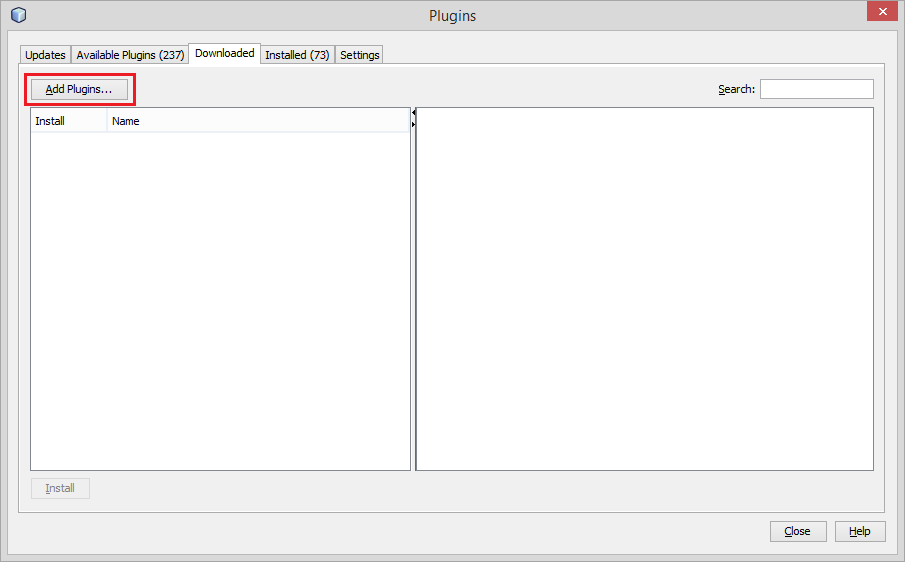 Plugins
Updates Available Plugins (237) Downloaded Installed (73) Settings
Add Plugins... Search:
Install Name
Install
Close Help